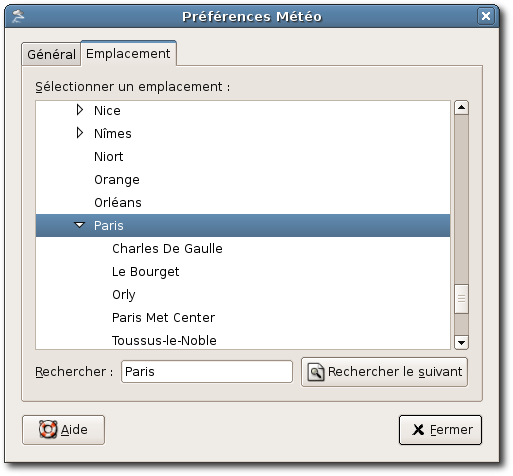 Préférences Météo
Général
Emplacement
Sélectionner un emplacement :
Nice
Nîmes
Niort
Orange
Orléans
Paris
Charles De Gaulle
Le Bourget
Orly
Paris Met Center
Toussus-le-Noble
Rechercher :
Paris
Rechercher le suivant
Aide
Fermer